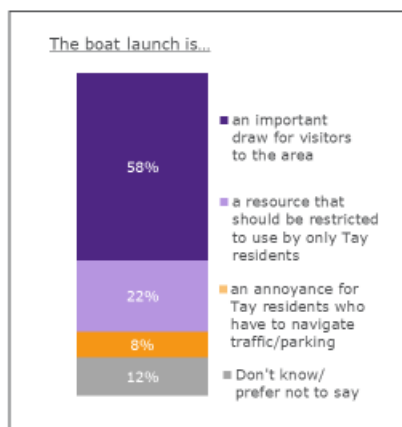 The boat launch is...
58%
22%
8%
12%
an important
draw for visitors
to the area
a resource that
should be restricted
to use by only Tay
residents
an annoyance for
Tay residents who
have to navigate
traffic/parking
Don't know/
prefer not to say